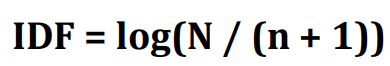 IDF = log(N / (n + 1))